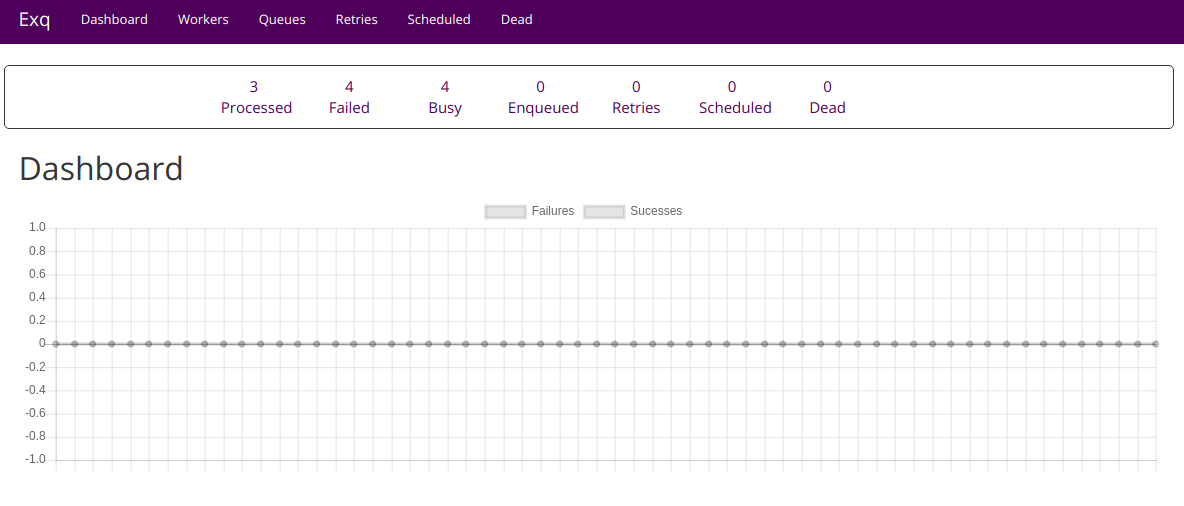 Exq Dashboard Workers Queues Retries Scheduled Dead
3 4 4 0 0 0 0
Processed Failed Busy Enqueued Retries Scheduled Dead
Dashboard
Failures Sucesses
1.0
0.8
0.6
0.4
0.2
0
-0.2
-0.4
-0.6
-0.8
-1.0